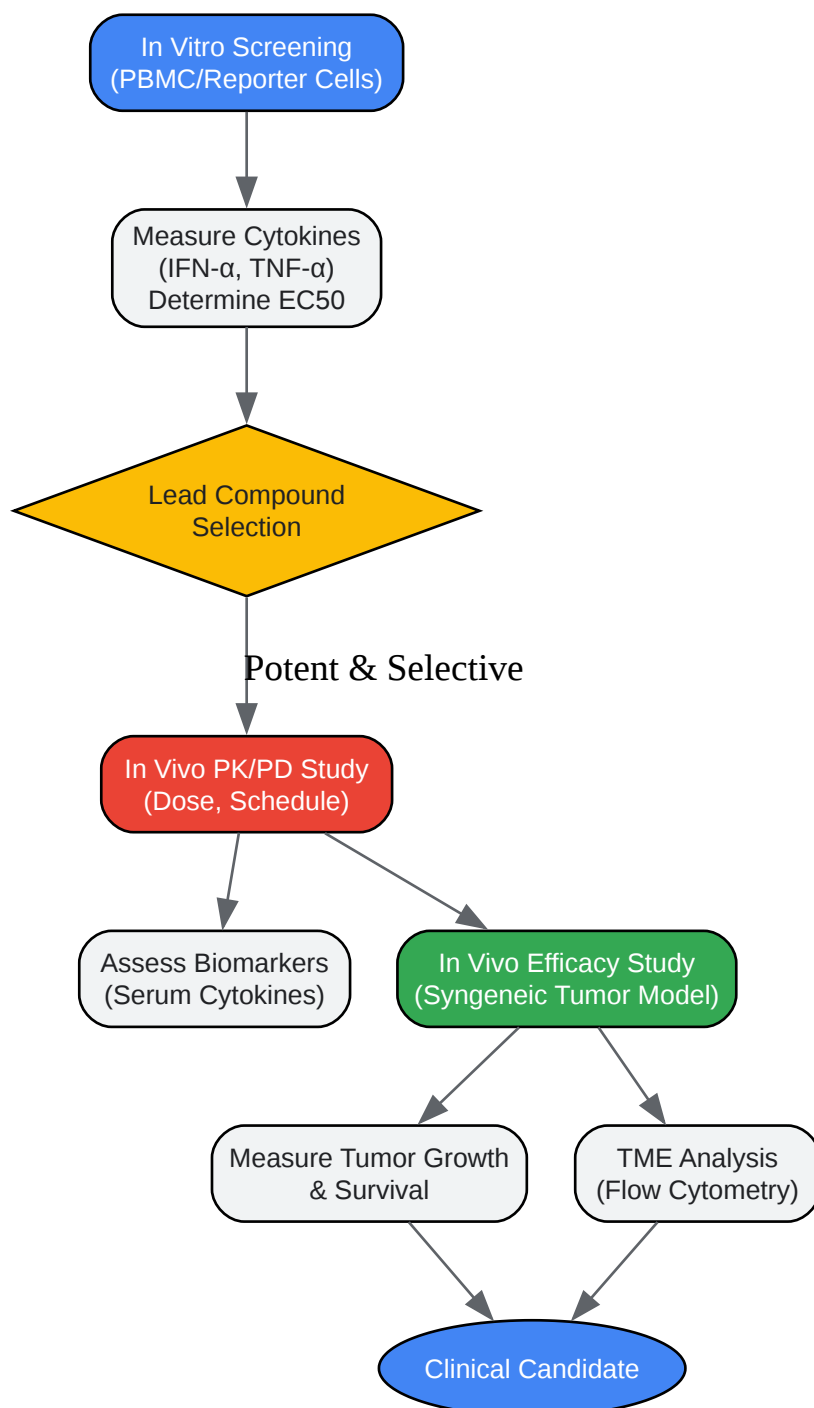 In Vitro Screening
(PBMC/Reporter Cells)
Measure Cytokines
(IFN-α, TNF-α)
Determine EC50
Lead Compound
Selection
Potent & Selective
In Vivo PK/PD Study
(Dose, Schedule)
Assess Biomarkers
(Serum Cytokines)
In Vivo Efficacy Study
(Syngeneic Tumor Model)
Measure Tumor Growth
& Survival
TME Analysis
(Flow Cytometry)
Clinical Candidate